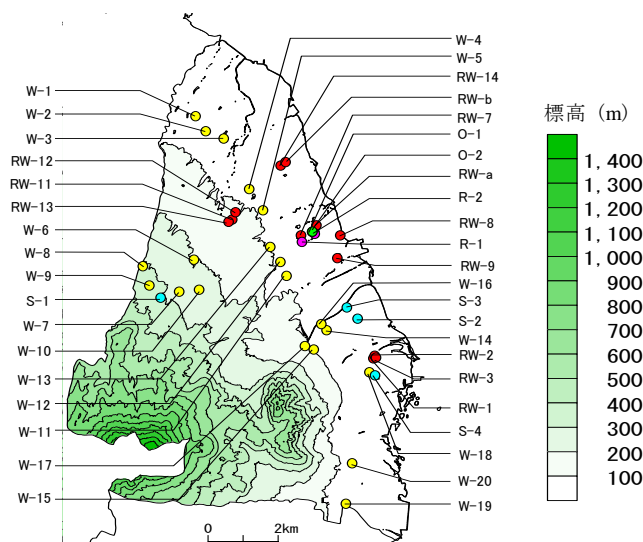 W-1
W-2
W-3
RW-12
RW-11
RW-13
W-6
W-8
W-9
S-1
W-7
W-10
W-13
W-12
W-11
W-17
W-15
W-4
W-5
RW-14
RW-b
RW-7
O-1
O-2
RW-a
R-2
RW-8
R-1
RW-9
W-16
S-3
S-2
W-14
RW-2
RW-3
RW-1
S-4
W-18
W-20
W-19
0 2km
標高 (m)
1,400
1,300
1,200
1,100
1,000
900
800
700
600
500
400
300
200
100